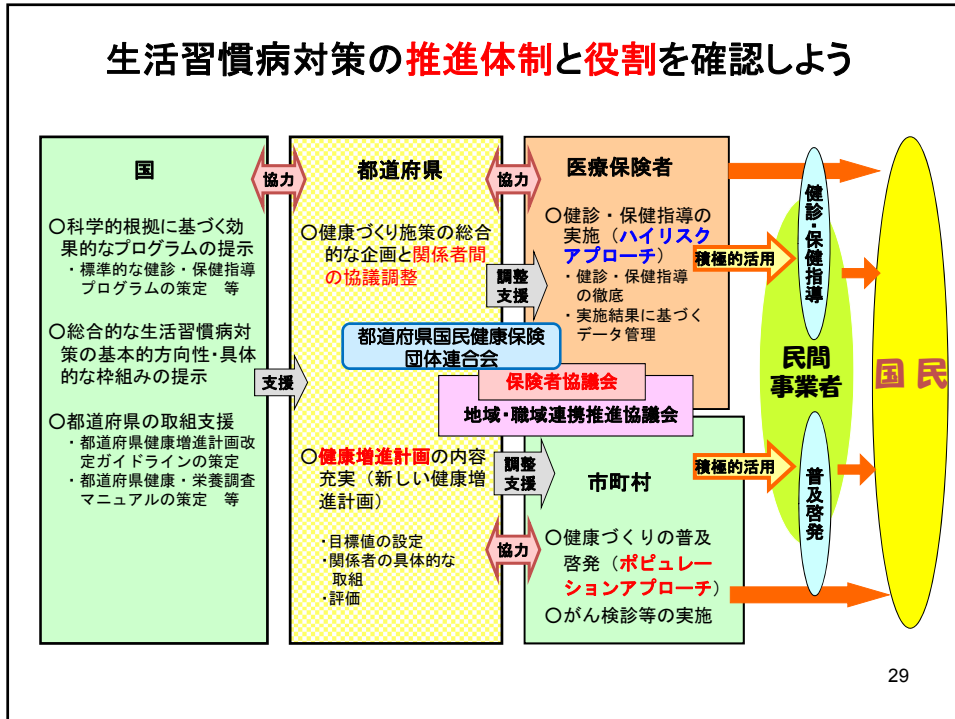 生活習慣病対策の推進体制と役割を確認しよう
国
〇科学的根拠に基づく効
果的なプログラムの提示
・標準的な健診・保健指導
プログラムの策定 等
〇総合的な生活習慣病対
策の基本的方向性・具体
的な枠組みの提示
〇都道府県の取組支援
・都道府県健康増進計画改
定ガイドラインの策定
・都道府県健康・栄養調査
マニュアルの策定 等
協力
支援
都道府県
〇健康づくり施策の総合
的な企画と関係者間
の協議調整
都道府県国民健康保険
団体連合会
〇健康増進計画の内容
充実（新しい健康増
進計画）
・目標値の設定
・関係者の具体的な
取組
・評価
協力
調整
支援
保険者協議会
地域・職域連携推進協議会
調整
支援
協力
医療保険者
〇健診・保健指導の
実施（ハイリスク
アプローチ）
・健診・保健指導
の徹底
・実施結果に基づく
データ管理
市町村
〇健康づくりの普及
啓発（ポピュレー
ションアプローチ）
〇がん検診等の実施
積極的活用
積極的活用
健診・保健指導
民間
事業者
普及啓発
国民
29